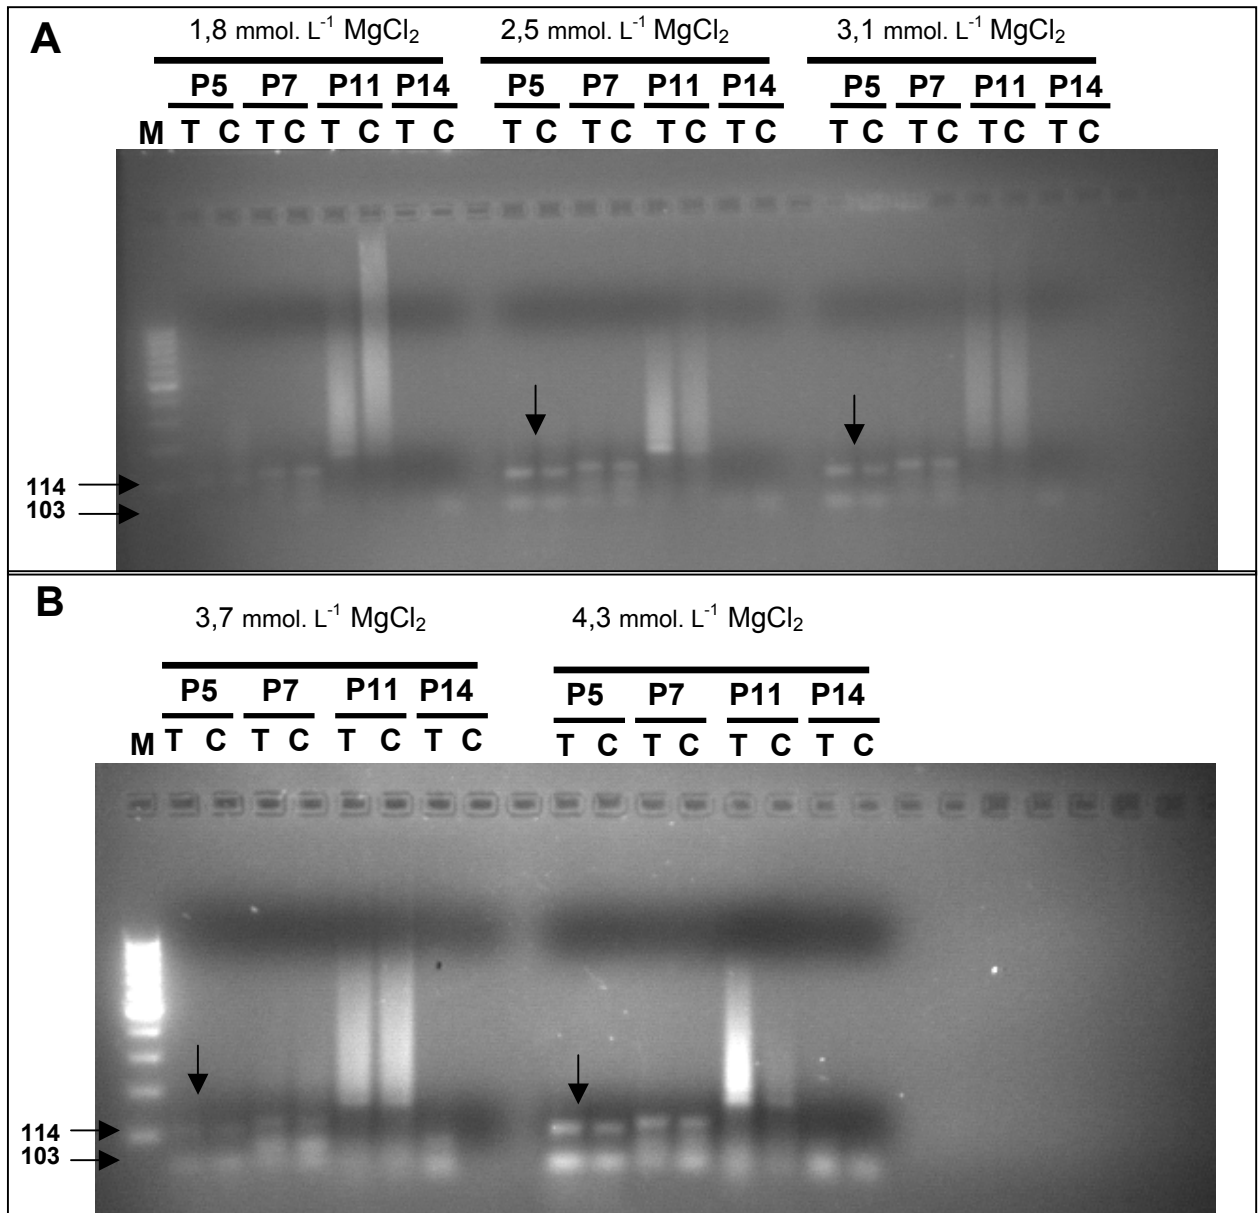 A
1,8 mmol. L⁻¹ MgCl₂ 2,5 mmol. L⁻¹ MgCl₂ 3,1 mmol. L⁻¹ MgCl₂
P5 P7 P11 P14 P5 P7 P11 P14 P5 P7 P11 P14
M T C T C T C T C T C T C T C T C T C T C T C T C
114
103
B
3,7 mmol. L⁻¹ MgCl₂ 4,3 mmol. L⁻¹ MgCl₂
P5 P7 P11 P14 P5 P7 P11 P14
M T C T C T C T C T C T C T C T C
114
103